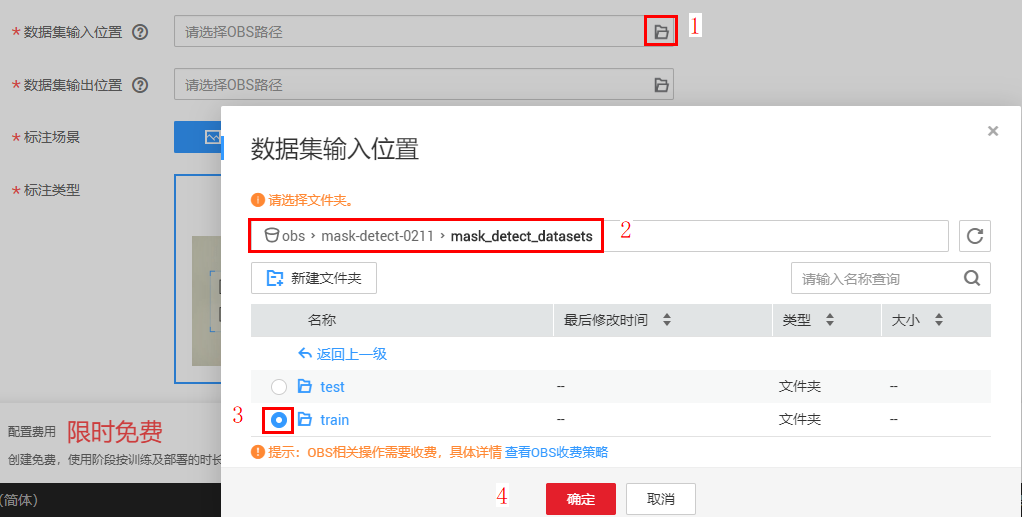 * 数据集输入位置 ? 请选择OBS路径 1
* 数据集输出位置 ? 请选择OBS路径
* 标注场景
* 标注类型
数据集输入位置 ×
! 请选择文件夹。
obs › mask-detect-0211 › mask_detect_datasets 2
新建文件夹 请输入名称查询
名称 最后修改时间 类型 大小
返回上一级
test -- 文件夹 --
3 train -- 文件夹 --
! 提示：OBS相关操作需要收费，具体详情 查看OBS收费策略
4 确定 取消
配置费用 限时免费
创建免费，使用阶段按训练及部署的时长
(简体)